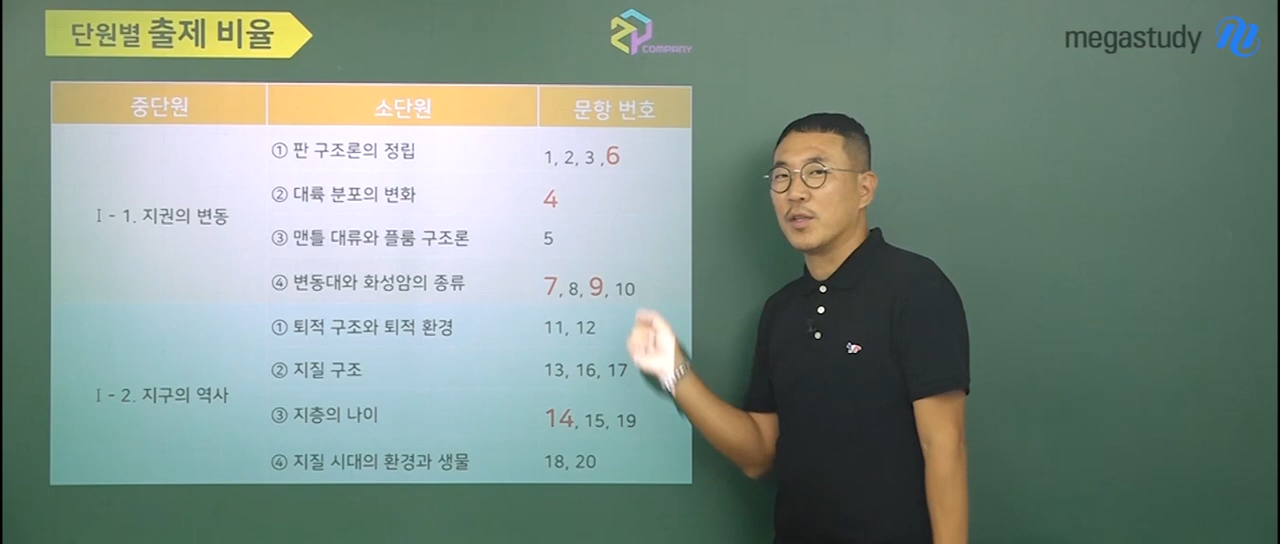 단원별 출제 비율
COMPANY
megastudy
중단원 소단원 문항 번호
Ⅰ - 1. 지권의 변동
① 판 구조론의 정립 1, 2, 3 ,6
② 대륙 분포의 변화 4
③ 맨틀 대류와 플룸 구조론 5
④ 변동대와 화성암의 종류 7, 8, 9, 10
Ⅰ - 2. 지구의 역사
① 퇴적 구조와 퇴적 환경 11, 12
② 지질 구조 13, 16, 17
③ 지층의 나이 14, 15, 19
④ 지질 시대의 환경과 생물 18, 20